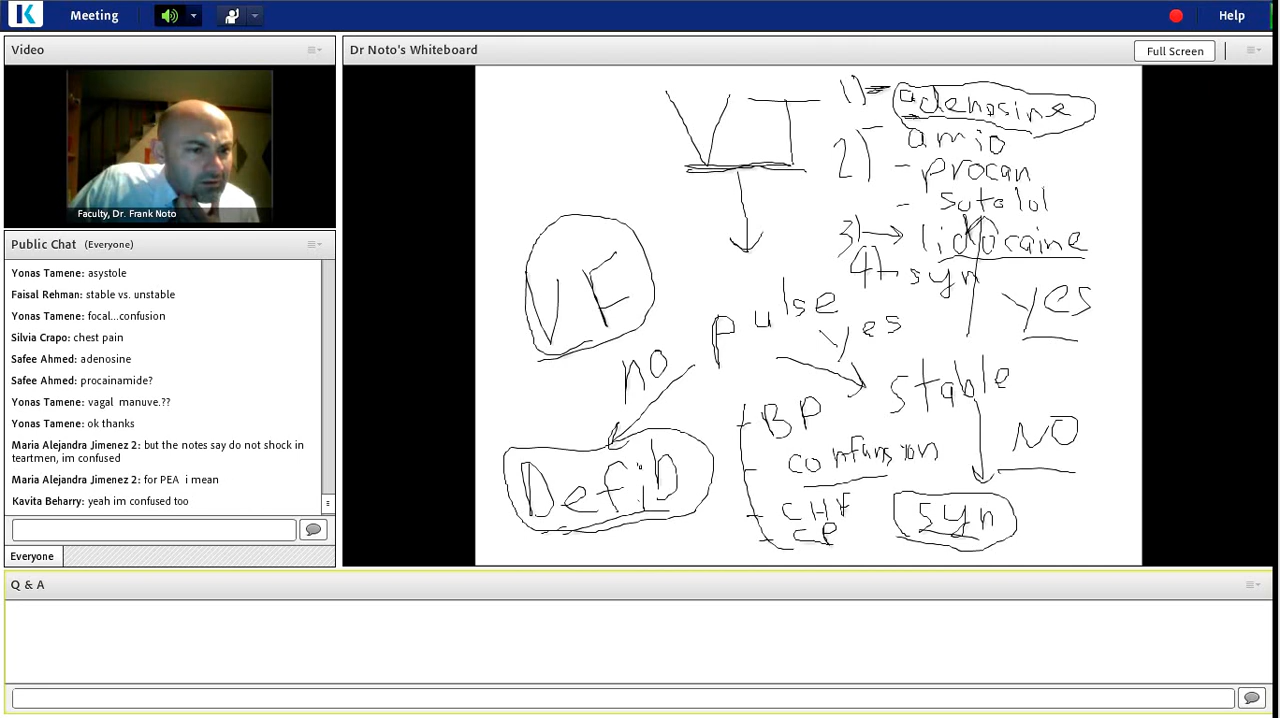 K Meeting Help
Video
Faculty, Dr. Frank Noto
Public Chat (Everyone)
Yonas Tamene: asystole
Faisal Rehman: stable vs. unstable
Yonas Tamene: focal...confusion
Silvia Crapo: chest pain
Safee Ahmed: adenosine
Safee Ahmed: procainamide?
Yonas Tamene: vagal manuve.??
Yonas Tamene: ok thanks
Maria Alejandra Jimenez 2: but the notes say do not shock in
teartmen, im confused
Maria Alejandra Jimenez 2: for PEA i mean
Kavita Beharry: yeah im confused too
Everyone
Dr Noto's Whiteboard
Full Screen
VT
1) - adenosine
2) - amio
- procan
- sotalol
3) → lidocaine
4) - syn
VF
pulse
yes
YES
no
stable
NO
Defib
- BP
- confusion
- CHF
- CP
syn
Q & A